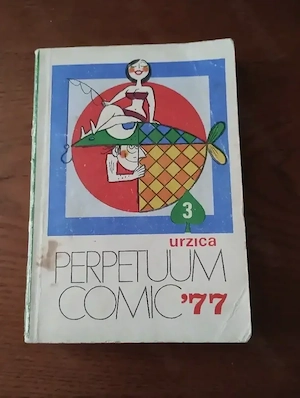 3
urzica
PERPETUUM
COMIC '77